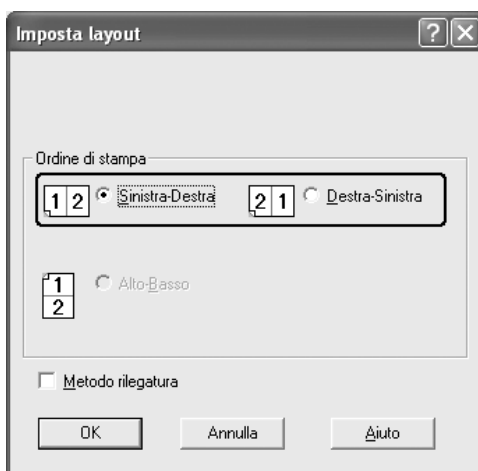 Imposta layout
Ordine di stampa
1 2 Sinistra-Destra 2 1 Destra-Sinistra
1 Alto-Basso
2
Metodo rilegatura
OK Annulla Aiuto